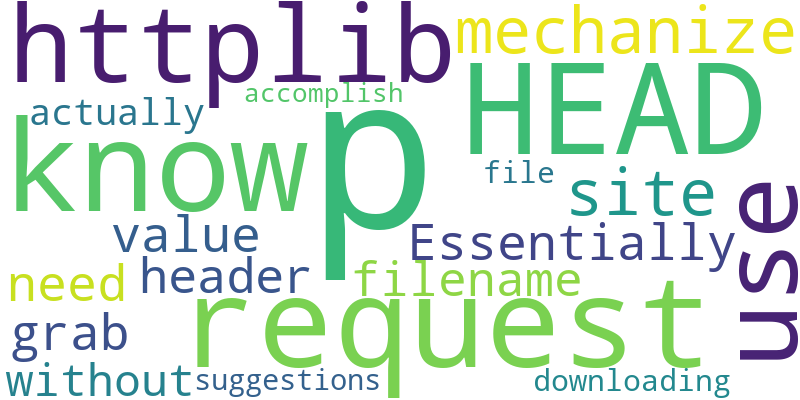 httplib
mechanize
HEAD
accomplish
actually
p
know
file
site
use
value
Essentially
header
need
filename
request
grab
without
suggestions
downloading